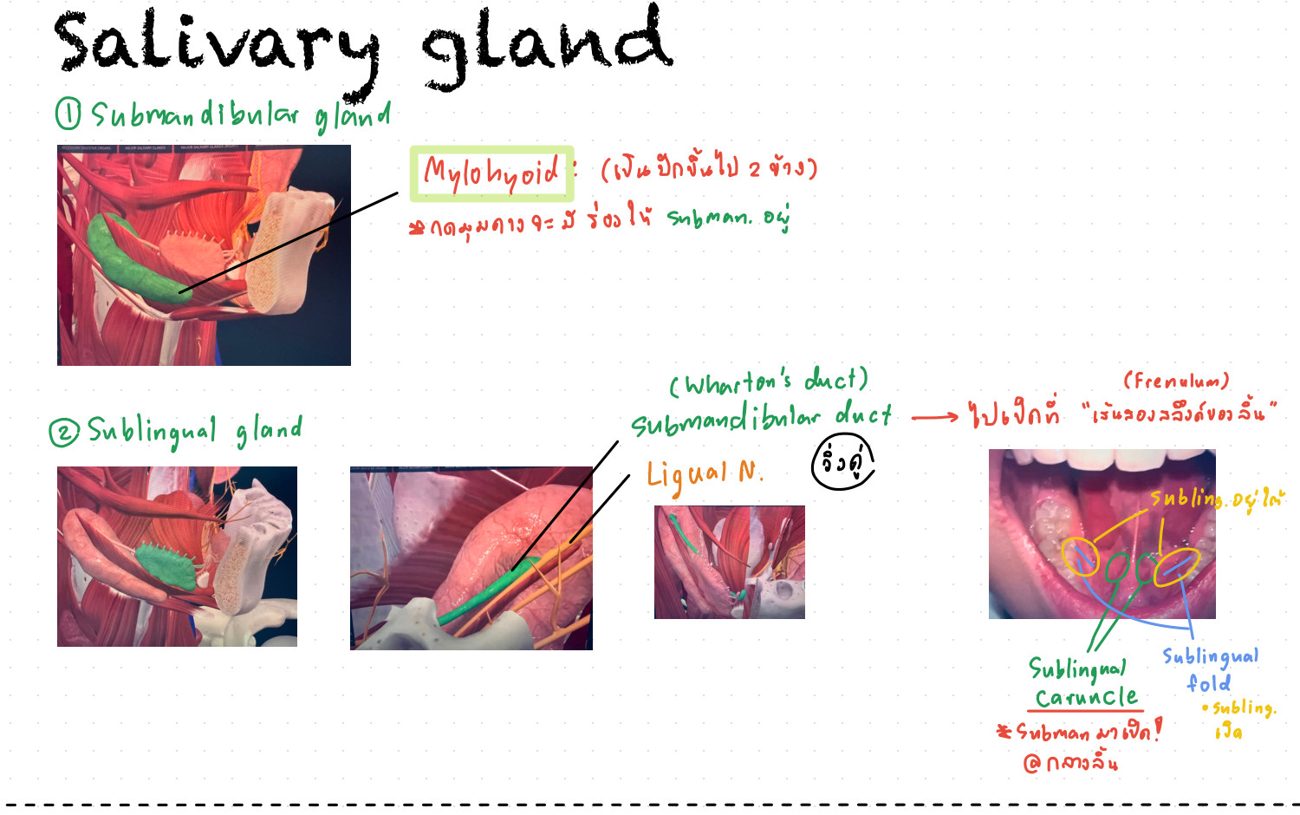 Salivary gland
① Submandibular gland
Mylohyoid : (เป็นปีกขึ้นไป 2 ข้าง)
*กดมุมคางจะมี ร่องให้ subman. อยู่
(Wharton's duct)
submandibular duct → ไปเปิดที่ "เส้นสองสลึงค์ของลิ้น"
(Frenulum)
② Sublingual gland
Ligual N.
วิ่งคู่
subling. อยู่ใต้
Sublingual
caruncle
*Subman มาเปิด!
@กลางลิ้น
Sublingual
fold
• subling.
เปิด